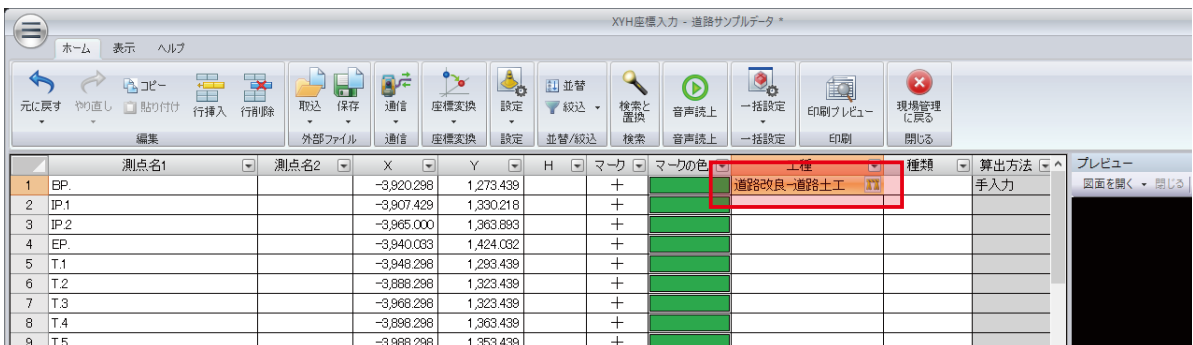 XYH座標入力 - 道路サンプルデータ *
ホーム 表示 ヘルプ
元に戻す やり直し コピー 貼り付け 行挿入 行削除 取込 保存 通信 座標変換 設定 並替 絞込 検索と置換 音声読上 一括設定 印刷プレビュー 現場管理に戻る
編集 外部ファイル 通信 座標変換 設定 並替/絞込 検索 音声読上 一括設定 印刷 閉じる
測点名1 測点名2 X Y H マーク マークの色 工種 種類 算出方法 プレビュー
1 BP. -3,920.298 1,273.439 + 道路改良-道路土工 手入力 図面を開く 閉じる
2 IP.1 -3,907.429 1,330.218 +
3 IP.2 -3,965.000 1,363.893 +
4 EP. -3,940.033 1,424.032 +
5 T.1 -3,948.298 1,293.439 +
6 T.2 -3,888.298 1,323.439 +
7 T.3 -3,968.298 1,323.439 +
8 T.4 -3,898.298 1,363.439 +
9 T.5 -3,988.298 1,353.439 +